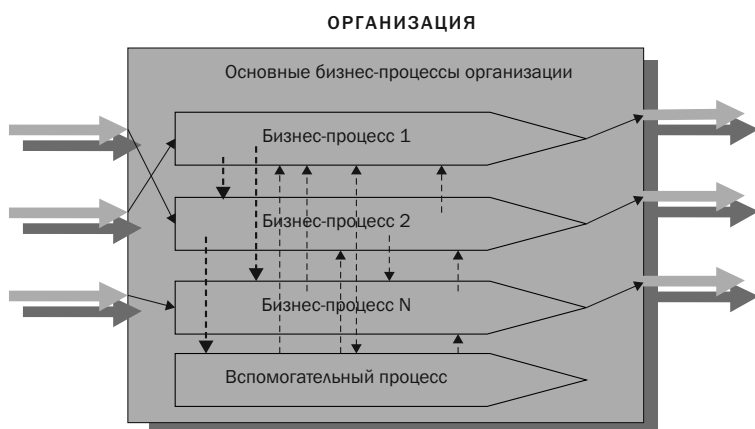 ОРГАНИЗАЦИЯ
Основные бизнес-процессы организации
Бизнес-процесс 1
Бизнес-процесс 2
Бизнес-процесс N
Вспомогательный процесс